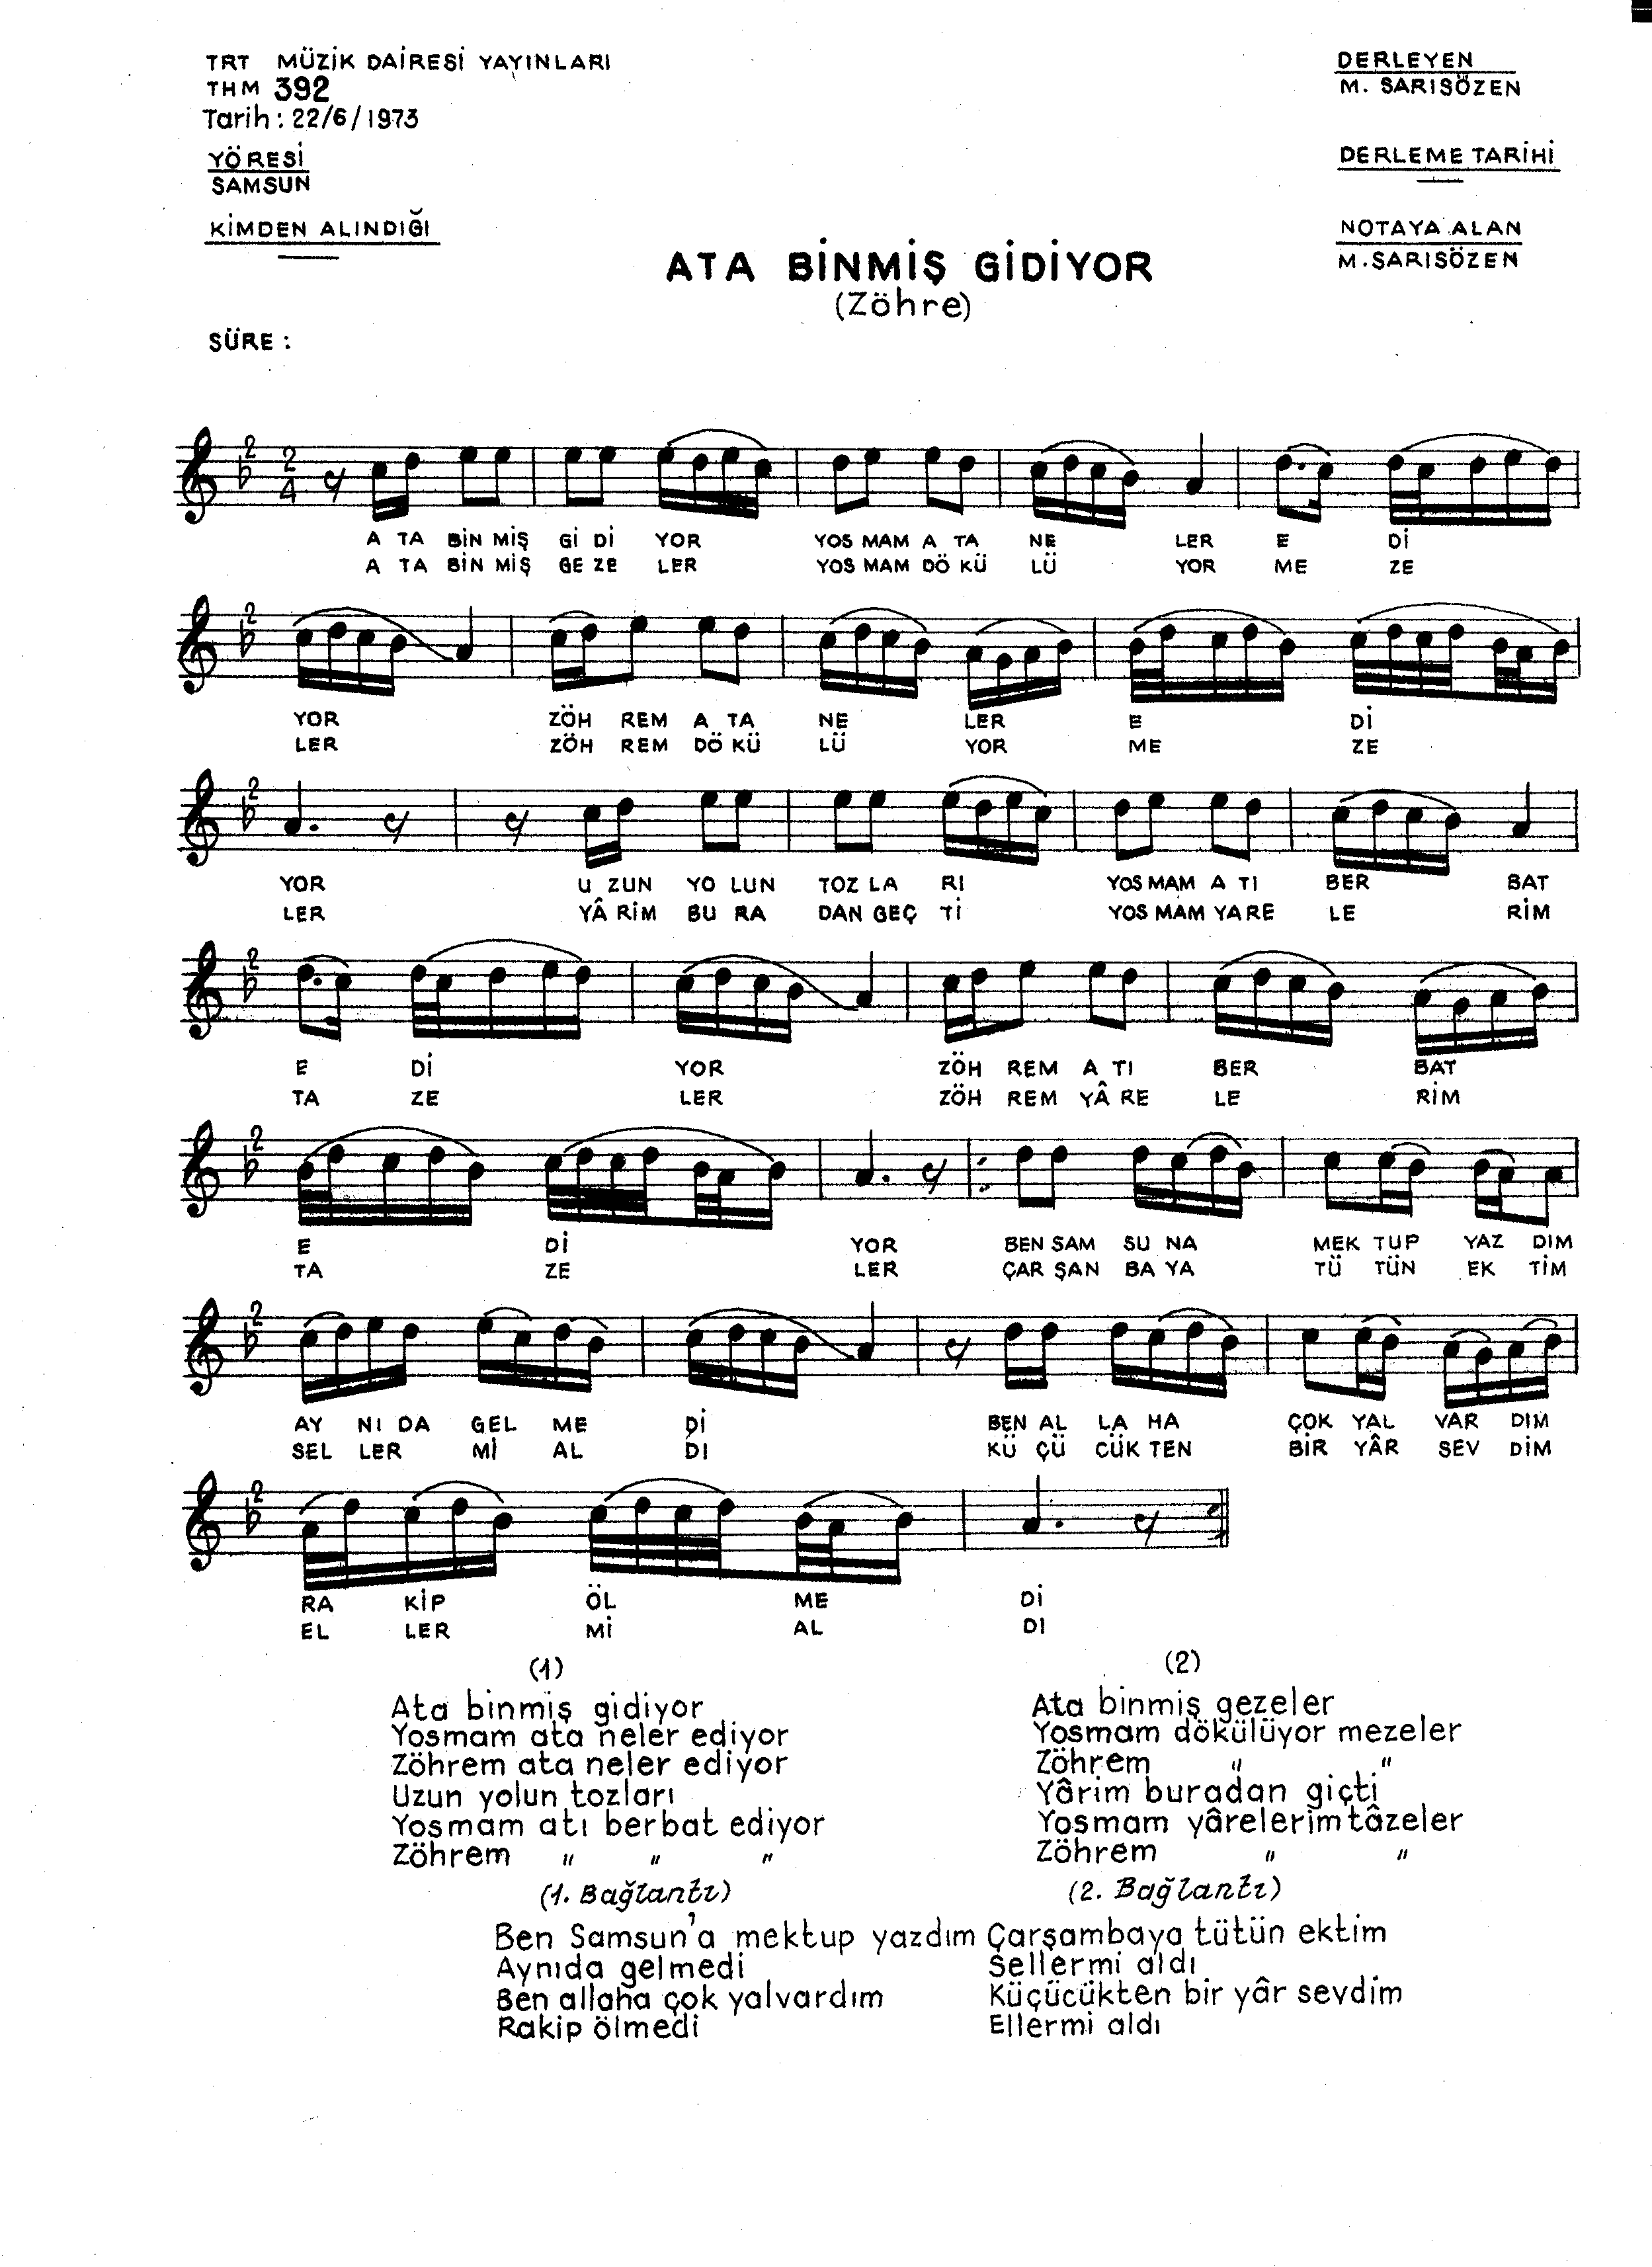 TRT MÜZİK DAİRESİ YAYINLARI
THM 392
Tarih : 22/6/1973
YÖRESİ
SAMSUN
KİMDEN ALINDIĞI
DERLEYEN
M. SARISÖZEN
DERLEME TARİHİ
NOTAYA ALAN
M. SARISÖZEN
ATA BİNMİŞ GİDİYOR
(Zöhre)
SÜRE :
2 2 4
A TA BİN MİŞ Gİ Dİ YOR YOS MAM A TA NE LER E Dİ
A TA BİN MİŞ GE ZE LER YOS MAM DÖ KÜ LÜ YOR ME ZE
2
YOR ZÖH REM A TA NE LER E Dİ
LER ZÖH REM DÖ KÜ LÜ YOR ME ZE
2
YOR U ZUN YO LUN TOZ LA RI YOS MAM A TI BER BAT
LER YÂ RİM BU RA DAN GEÇ Tİ YOS MAM YA RE LE RİM
2
E Dİ YOR ZÖH REM A TI BER BAT
TA ZE LER ZÖH REM YÂ RE LE RİM
2
E Dİ YOR BEN SAM SU NA MEK TUP YAZ DIM
TA ZE LER ÇAR ŞAN BA YA TÜ TÜN EK TİM
2
AY NI DA GEL ME Dİ BEN AL LA HA ÇOK YAL VAR DIM
SEL LER Mİ AL DI KÜ ÇÜ CÜK TEN BİR YÂR SEV DİM
2
RA KİP ÖL ME Dİ
EL LER Mİ AL DI
(1)
Ata binmiş gidiyor
Yosmam ata neler ediyor
Zöhrem ata neler ediyor
Uzun yolun tozları
Yosmam atı berbat ediyor
Zöhrem " " "
(1. Bağlantı)
Ben Samsun'a mektup yazdım
Aynıda gelmedi
Ben allaha çok yalvardım
Rakip ölmedi
(2)
Ata binmiş gezeler
Yosmam dökülüyor mezeler
Zöhrem " "
Yârim buradan giçti
Yosmam yârelerim tâzeler
Zöhrem " "
(2. Bağlantı)
Çarşambaya tütün ektim
Sellermi aldı
Küçücükten bir yâr sevdim
Ellermi aldı